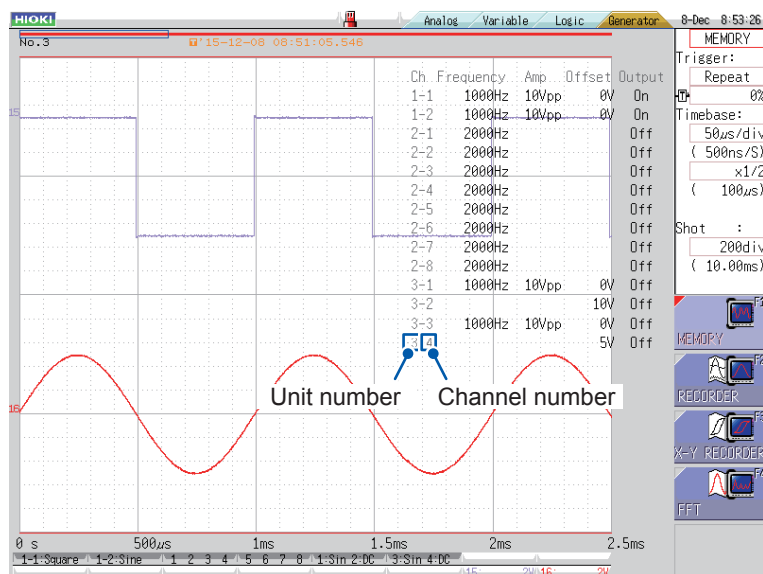 HIOKI Analog Variable Logic Generator 8-Dec 8:53:26
No.3 T'15-12-08 08:51:05.546 MEMORY
Trigger:
Repeat
T 0%
Timebase:
50µs/div
( 500ns/S)
x1/2
( 100µs)
Shot :
200div
( 10.00ms)
Ch Frequency Amp Offset Output
1-1 1000Hz 10Vpp 0V On
1-2 1000Hz 10Vpp 0V On
2-1 2000Hz Off
2-2 2000Hz Off
2-3 2000Hz Off
2-4 2000Hz Off
2-5 2000Hz Off
2-6 2000Hz Off
2-7 2000Hz Off
2-8 2000Hz Off
3-1 1000Hz 10Vpp 0V Off
3-2 10V Off
3-3 1000Hz 10Vpp 0V Off
3 4 5V Off
15
Unit number Channel number
16
F1
MEMORY
F2
RECORDER
F3
X-Y RECORDER
F4
FFT
0 s 500µs 1ms 1.5ms 2ms 2.5ms
1-1:Square 1-2:Sine 1 2 3 4 5 6 7 8 1:Sin 2:DC 3:Sin 4:DC